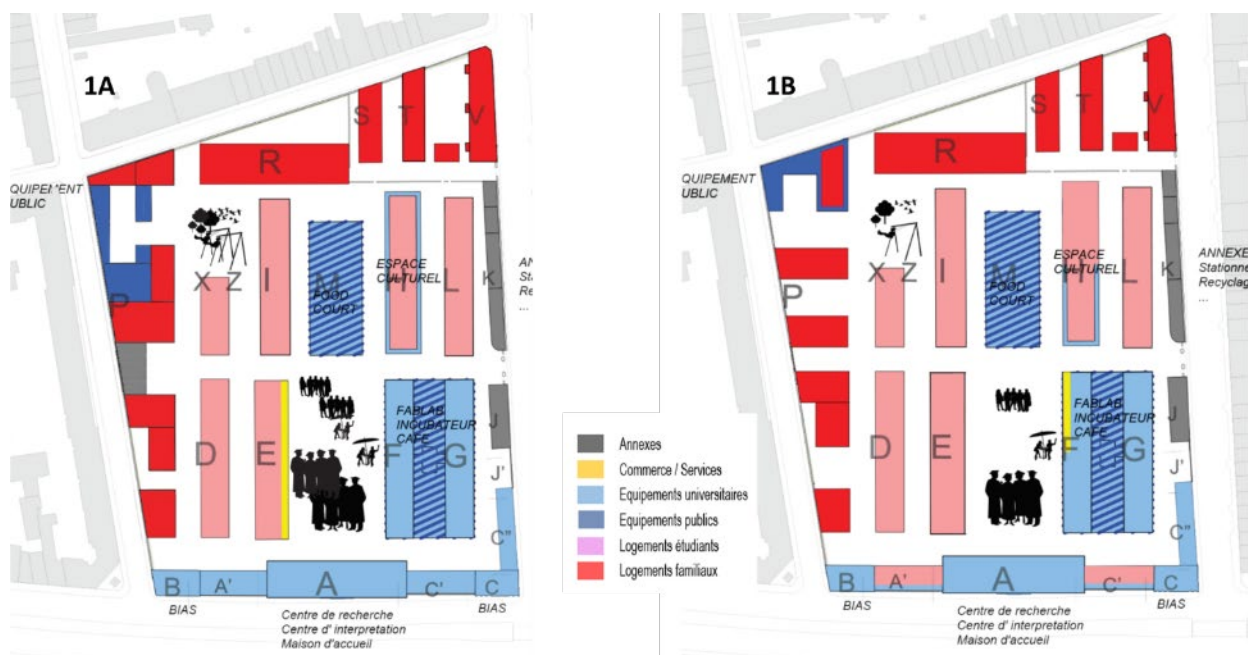 1A
S
T
V
R
QUIPEMENT
UBLIC
ESPACE
CULTUREL
X
Z
I
M
H
L
K
FOOD
COURT
P
AN
Sta
Re
...
FABLAB
INCUBATEUR
CAFE
D
E
F
G
J
J'
C"
B
A'
A
C'
C
BIAS
BIAS
Centre de recherche
Centre d' interpretation
Maison d'accueil
Annexes
Commerce / Services
Equipements universitaires
Equipements publics
Logements étudiants
Logements familiaux
1B
S
T
V
R
QUIPEMENT
UBLIC
ESPACE
CULTUREL
X
Z
I
M
H
L
K
FOOD
COURT
P
ANNEXE
Stationne
Recyclag
...
FABLAB
INCUBATEUR
CAFE
D
E
F
G
J
J'
C"
B
A'
A
C'
C
BIAS
BIAS
Centre de recherche
Centre d' interpretation
Maison d'accueil